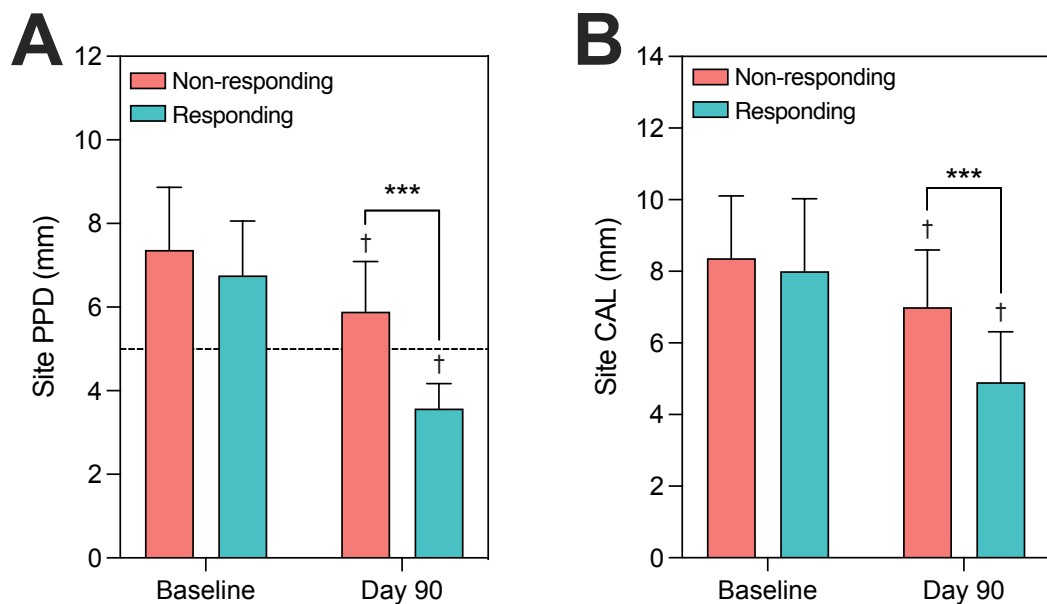 A
Site PPD (mm)
12
10
8
6
4
2
0
Non-responding
Responding
***
†
†
Baseline
Day 90
B
Site CAL (mm)
14
12
10
8
6
4
2
0
Non-responding
Responding
***
†
†
Baseline
Day 90